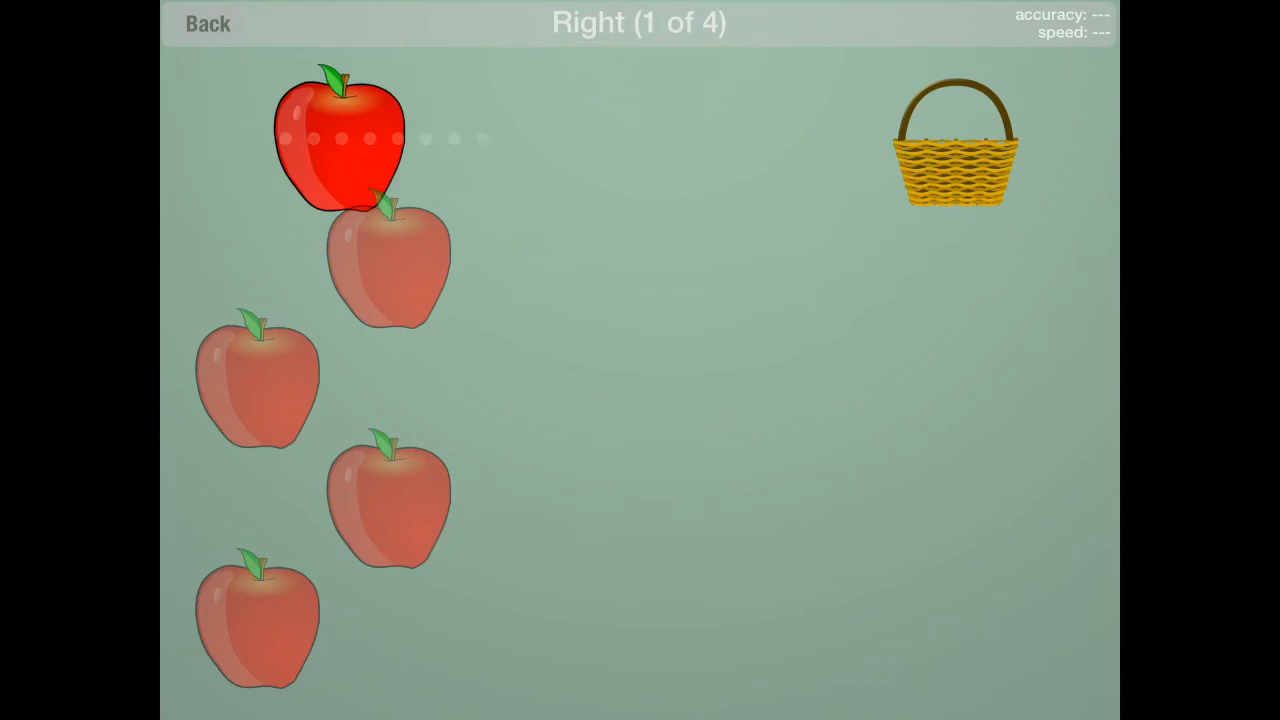 Back
Right (1 of 4)
accuracy: ---
speed: ---